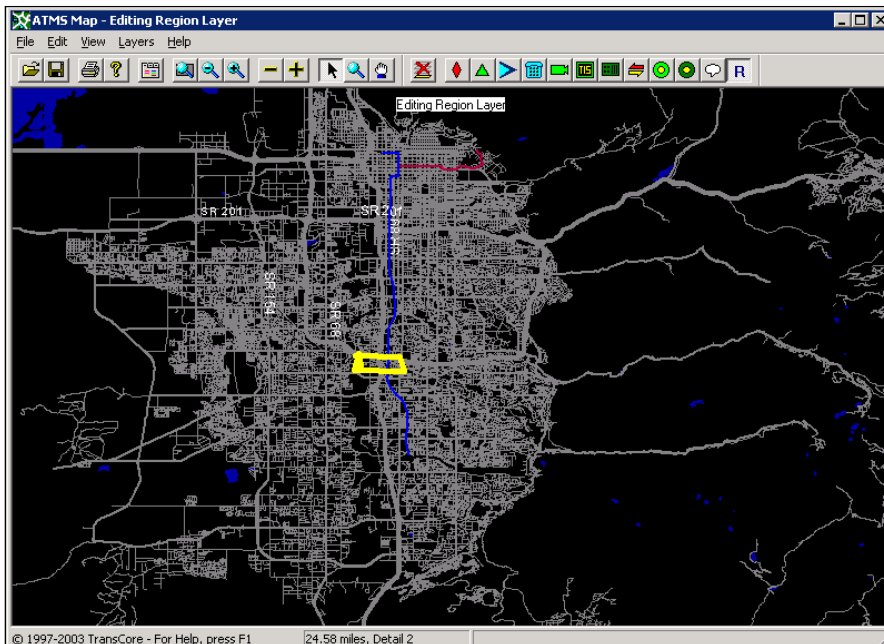 ATMS Map - Editing Region Layer
File Edit View Layers Help
TIS
R
Editing Region Layer
SR 201
SR 201
SR 154
SR 68
© 1997-2003 TransCore - For Help, press F1
24.58 miles, Detail 2